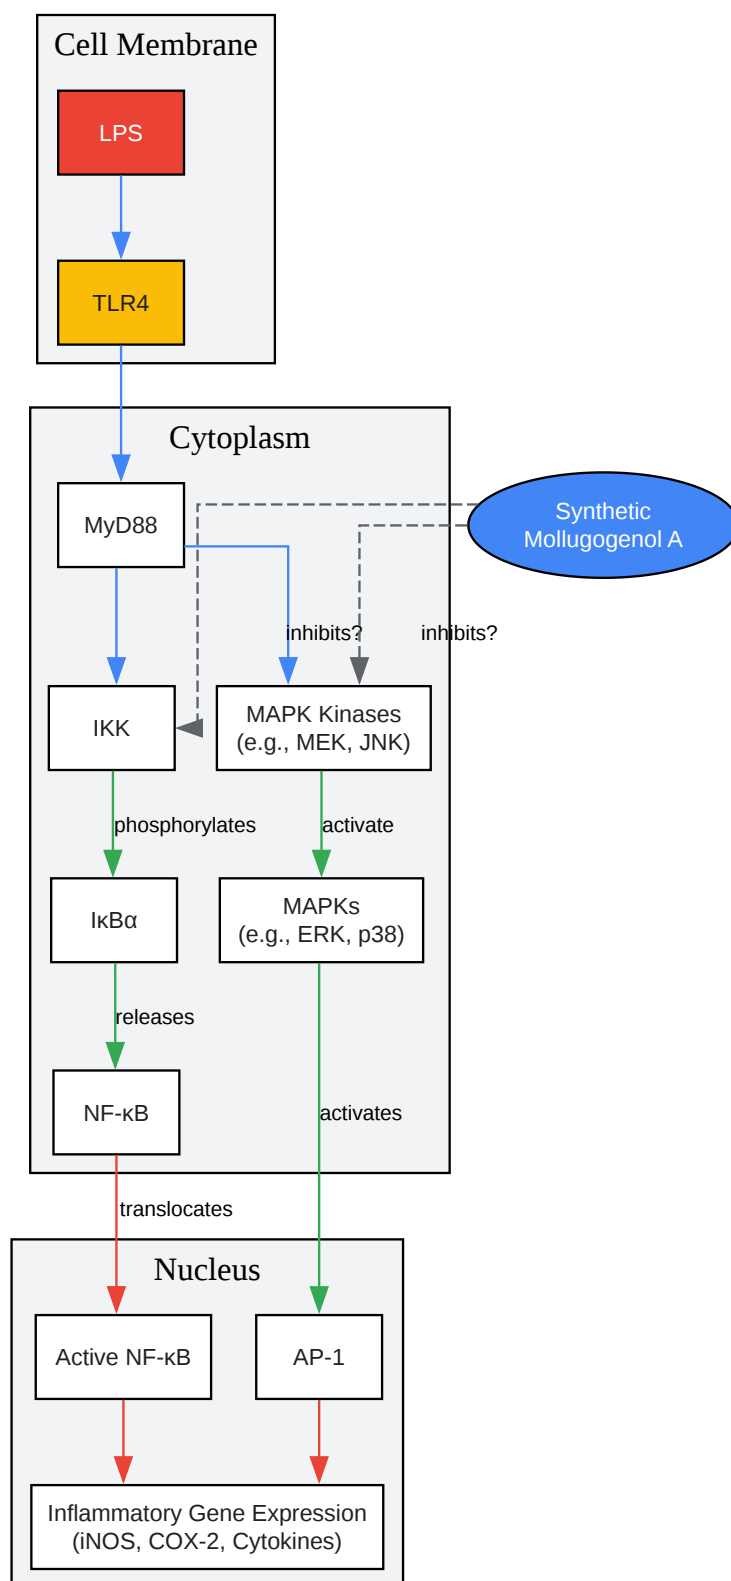 Cell Membrane
LPS
TLR4
Cytoplasm
MyD88
Synthetic
Mollugogenol A
inhibits?
inhibits?
IKK
MAPK Kinases
(e.g., MEK, JNK)
phosphorylates
activate
IκBα
MAPKs
(e.g., ERK, p38)
releases
NF-κB
activates
translocates
Nucleus
Active NF-κB
AP-1
Inflammatory Gene Expression
(iNOS, COX-2, Cytokines)